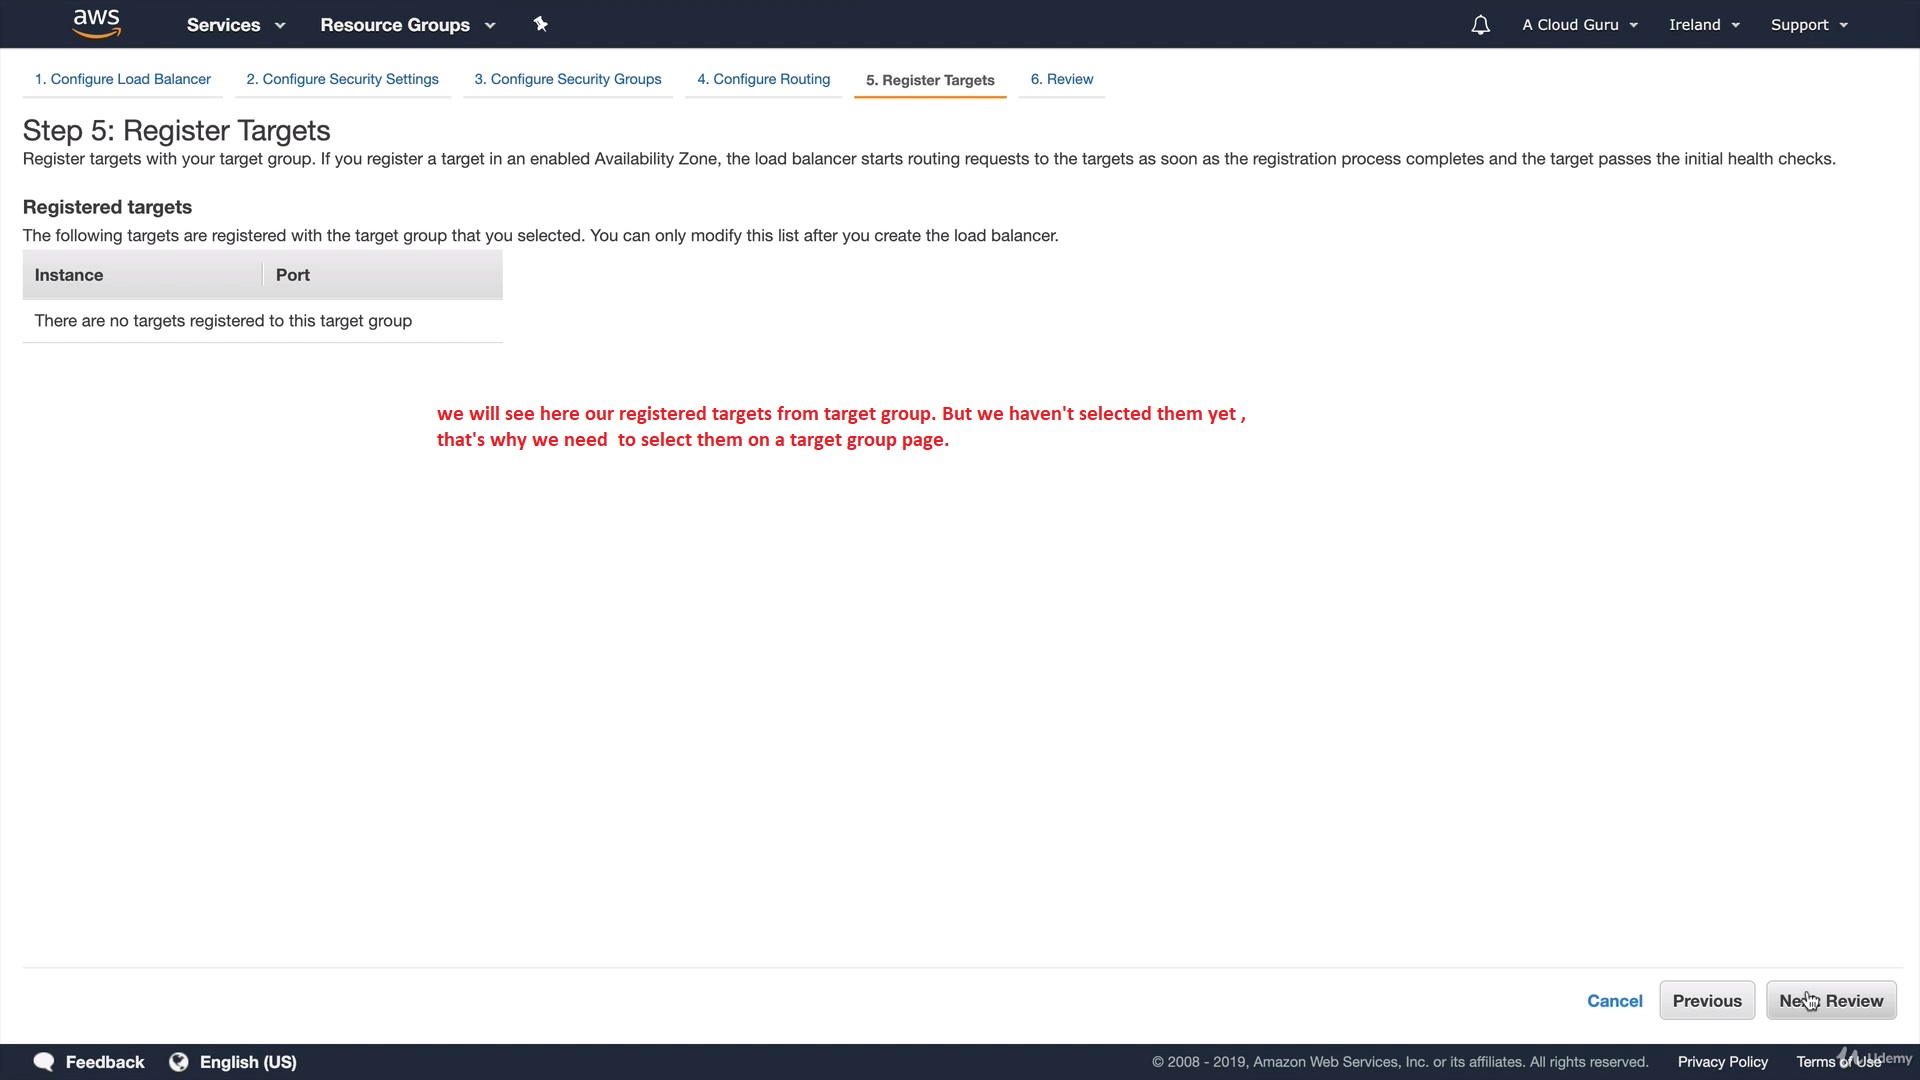 aws Services Resource Groups A Cloud Guru Ireland Support
1. Configure Load Balancer 2. Configure Security Settings 3. Configure Security Groups 4. Configure Routing 5. Register Targets 6. Review
Step 5: Register Targets
Register targets with your target group. If you register a target in an enabled Availability Zone, the load balancer starts routing requests to the targets as soon as the registration process completes and the target passes the initial health checks.
Registered targets
The following targets are registered with the target group that you selected. You can only modify this list after you create the load balancer.
Instance Port
There are no targets registered to this target group
we will see here our registered targets from target group. But we haven't selected them yet ,
that's why we need to select them on a target group page.
Cancel Previous Review
Feedback English (US) © 2008 - 2019, Amazon Web Services, Inc. or its affiliates. All rights reserved. Privacy Policy Terms of Use Udemy